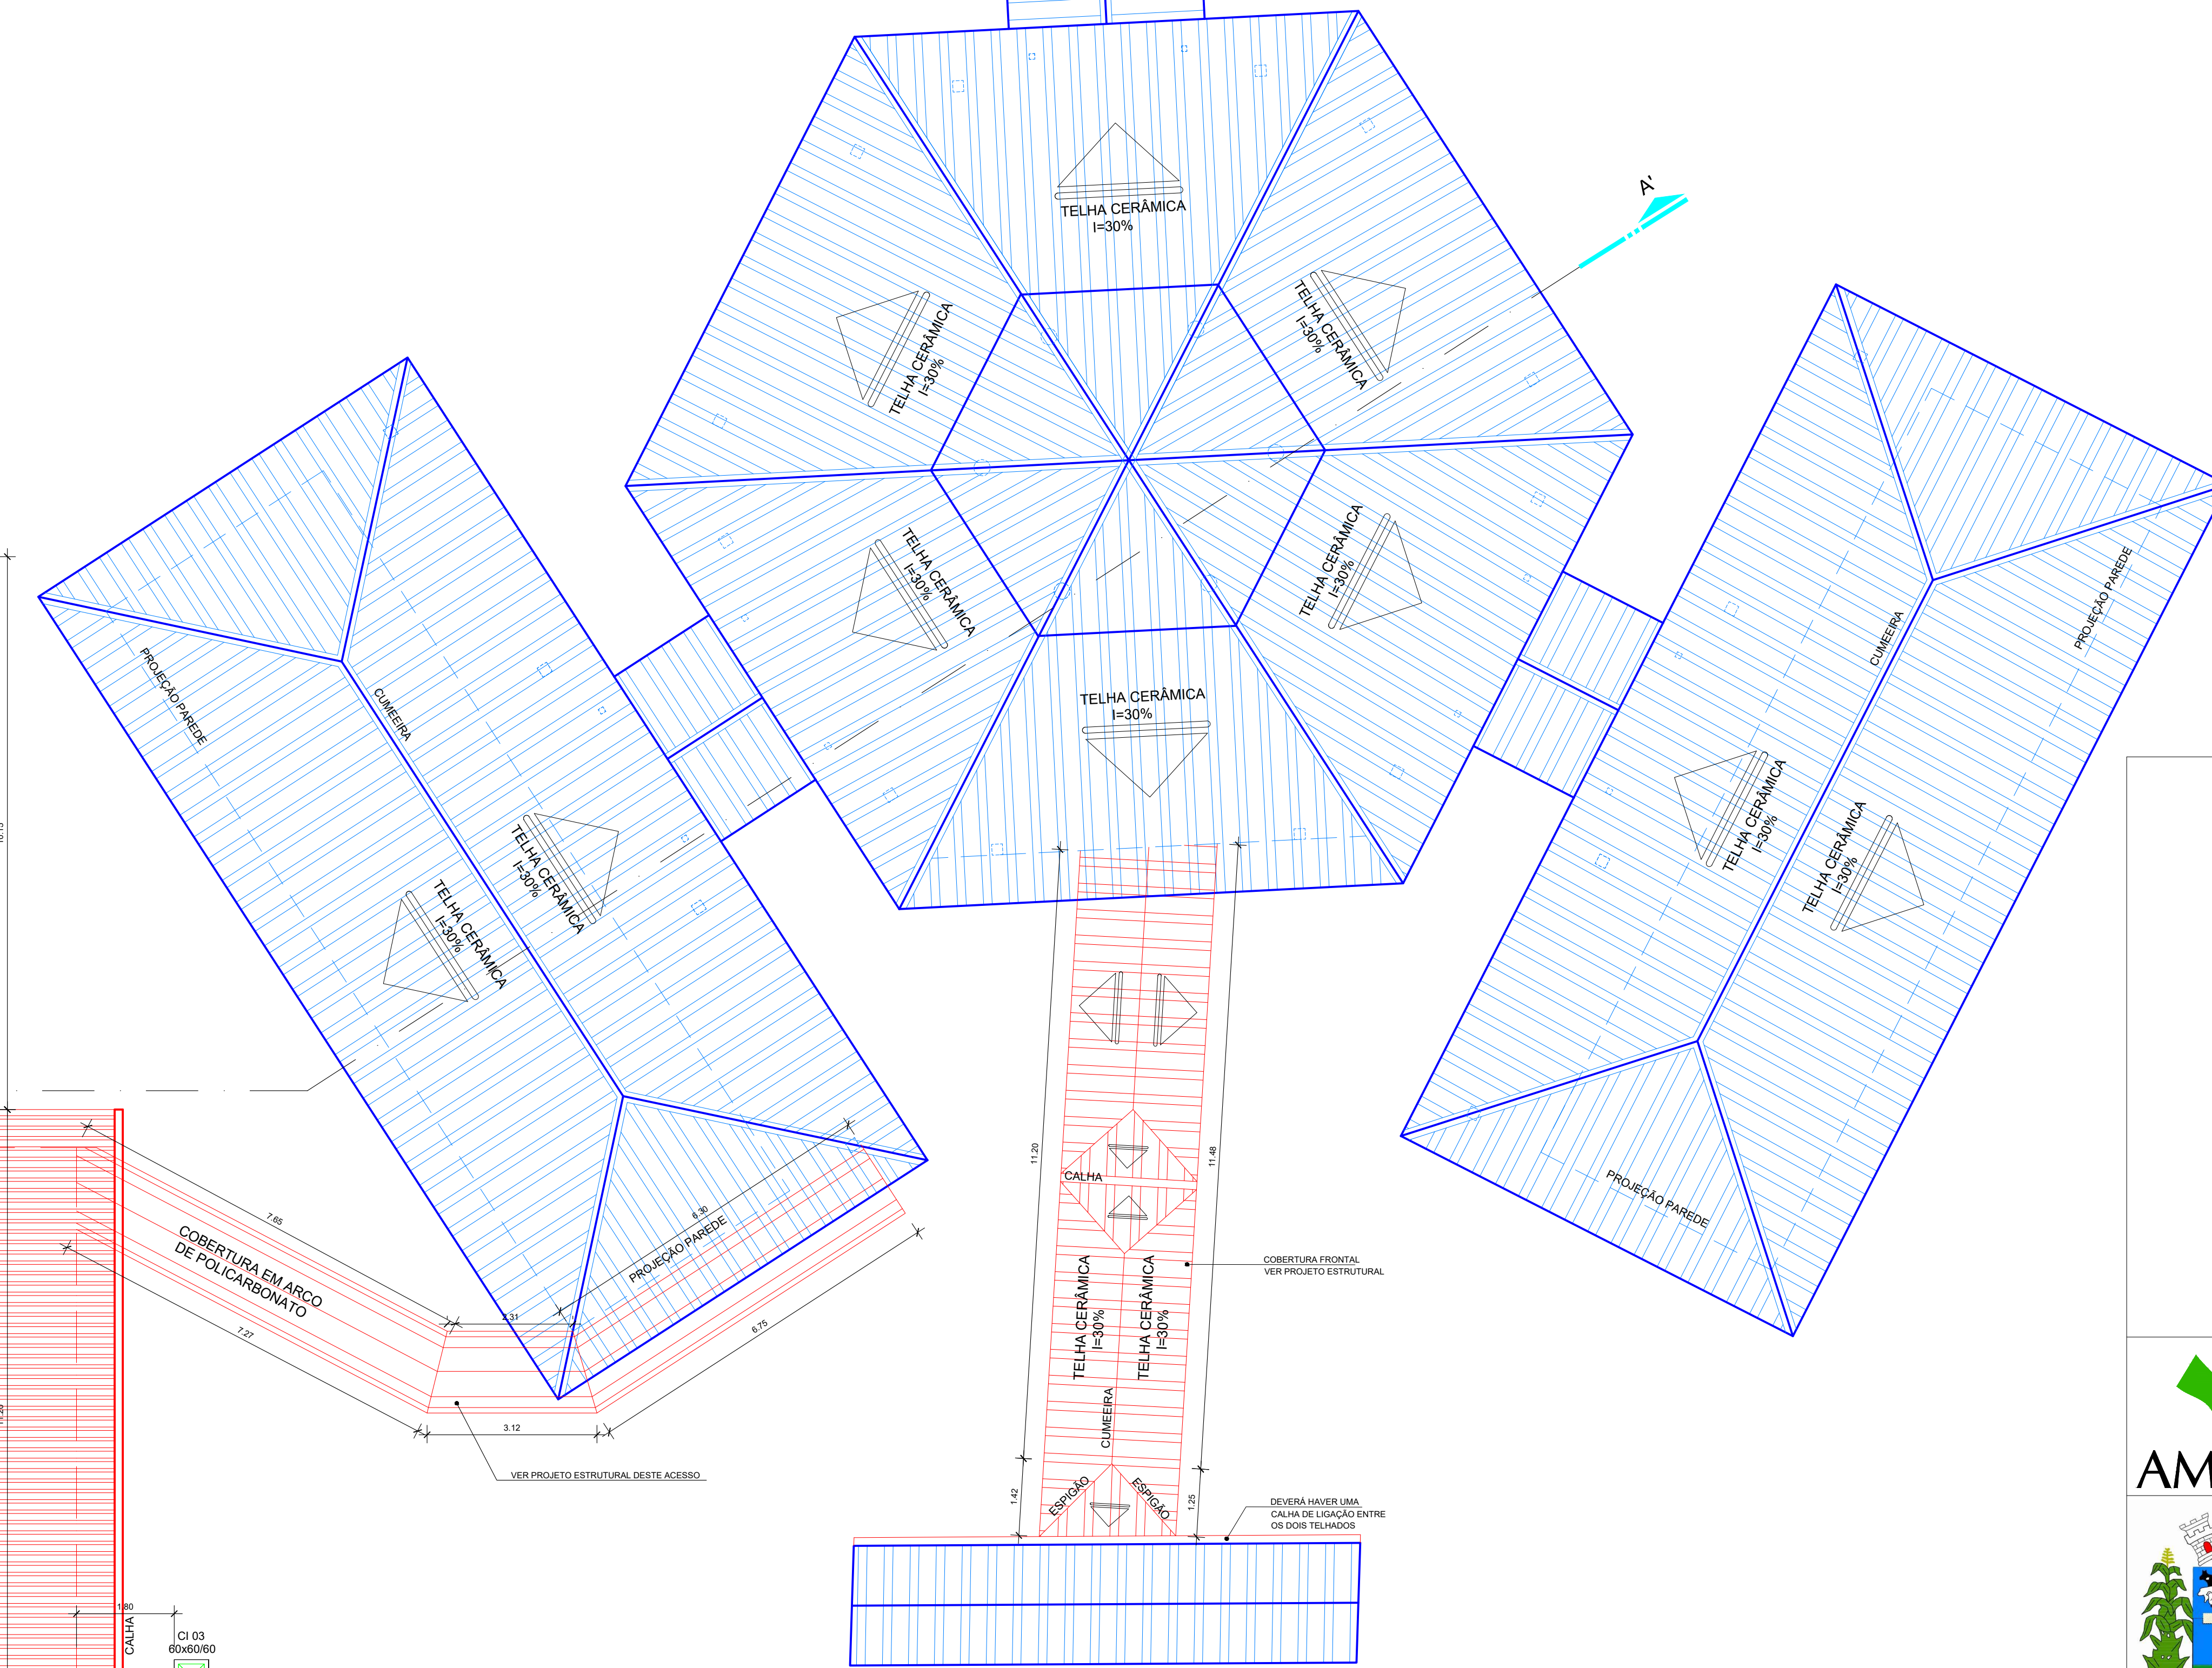 A'
TELHA CERÂMICA
I=30%
TELHA CERÂMICA
I=30%
TELHA CERÂMICA
I=30%
TELHA CERÂMICA
I=30%
TELHA CERÂMICA
I=30%
TELHA CERÂMICA
I=30%
PROJEÇÃO PAREDE
CUMEEIRA
TELHA CERÂMICA
I=30%
TELHA CERÂMICA
I=30%
PROJEÇÃO PAREDE
CUMEEIRA
PROJEÇÃO PAREDE
TELHA CERÂMICA
I=30%
TELHA CERÂMICA
I=30%
PROJEÇÃO PAREDE
COBERTURA EM ARCO
DE POLICARBONATO
7.65
7.27
2.31
3.12
6.30
6.75
VER PROJETO ESTRUTURAL DESTE ACESSO
11.20
11.48
CALHA
COBERTURA FRONTAL
VER PROJETO ESTRUTURAL
TELHA CERÂMICA
I=30%
TELHA CERÂMICA
I=30%
CUMEEIRA
ESPIGÃO
ESPIGÃO
1.42
1.25
DEVERÁ HAVER UMA
CALHA DE LIGAÇÃO ENTRE
OS DOIS TELHADOS
1.80
CALHA
CI 03
60x60/60
AM